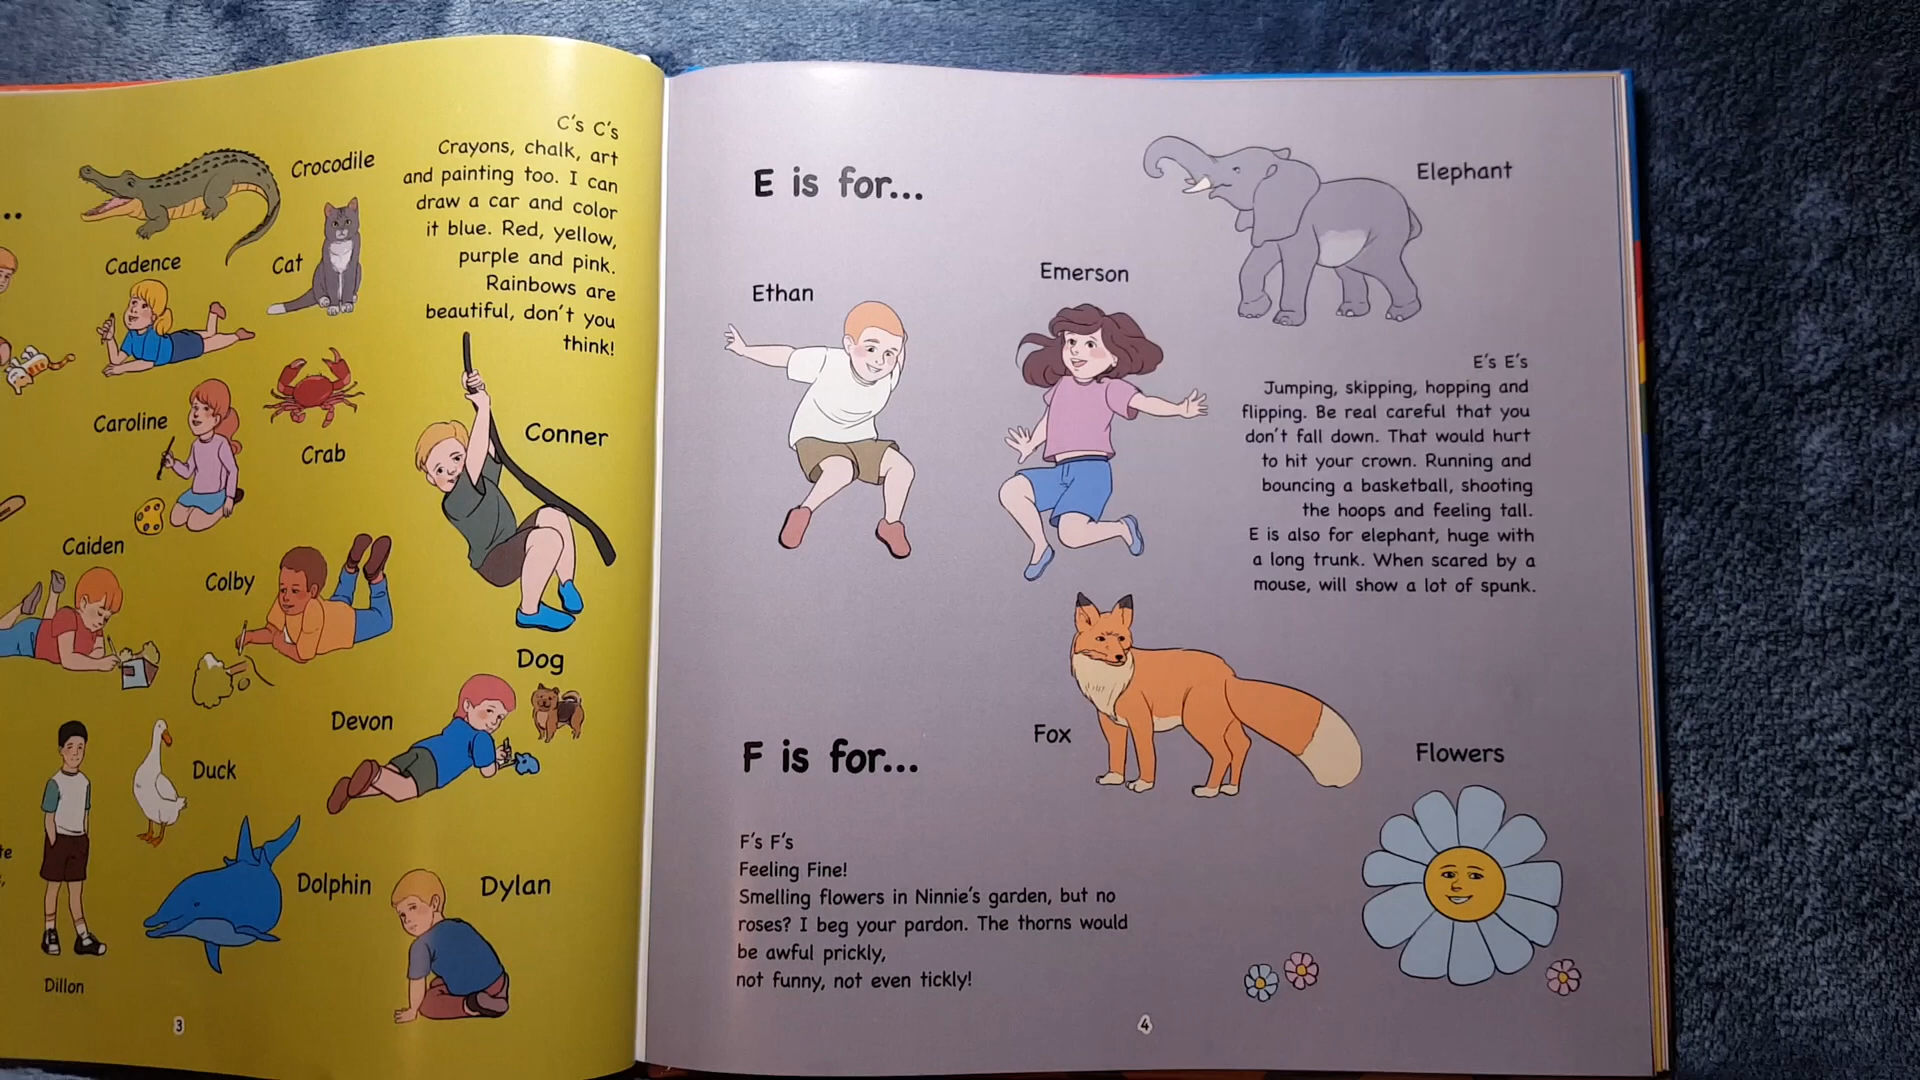 ..
C's C's
Crayons, chalk, art
and painting too. I can
draw a car and color
it blue. Red, yellow,
purple and pink.
Rainbows are
beautiful, don't you
think!
Crocodile
Cadence
Cat
Caroline
Crab
Conner
Caiden
Colby
Dog
Devon
Duck
Dolphin
Dylan
Dillon
3
E is for...
Elephant
Ethan
Emerson
E's E's
Jumping, skipping, hopping and
flipping. Be real careful that you
don't fall down. That would hurt
to hit your crown. Running and
bouncing a basketball, shooting
the hoops and feeling tall.
E is also for elephant, huge with
a long trunk. When scared by a
mouse, will show a lot of spunk.
F is for...
Fox
Flowers
F's F's
Feeling Fine!
Smelling flowers in Ninnie's garden, but no
roses? I beg your pardon. The thorns would
be awful prickly,
not funny, not even tickly!
4